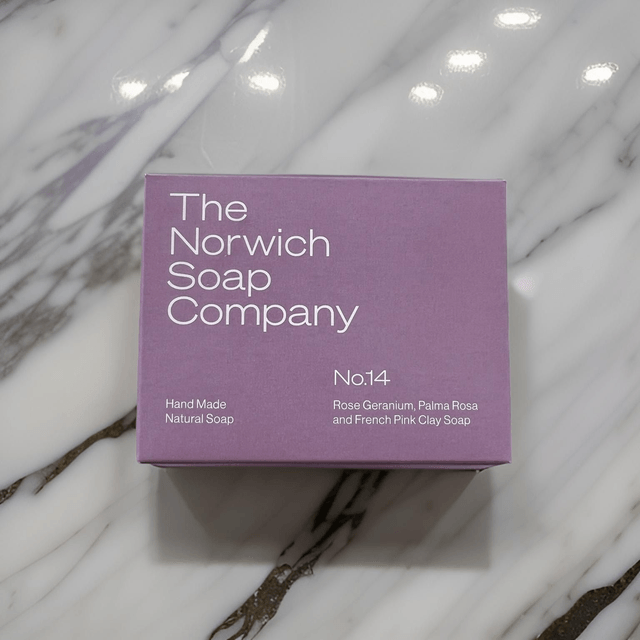 The
Norwich
Soap
Company
No.14
Hand Made
Natural Soap
Rose Geranium, Palma Rosa
and French Pink Clay Soap